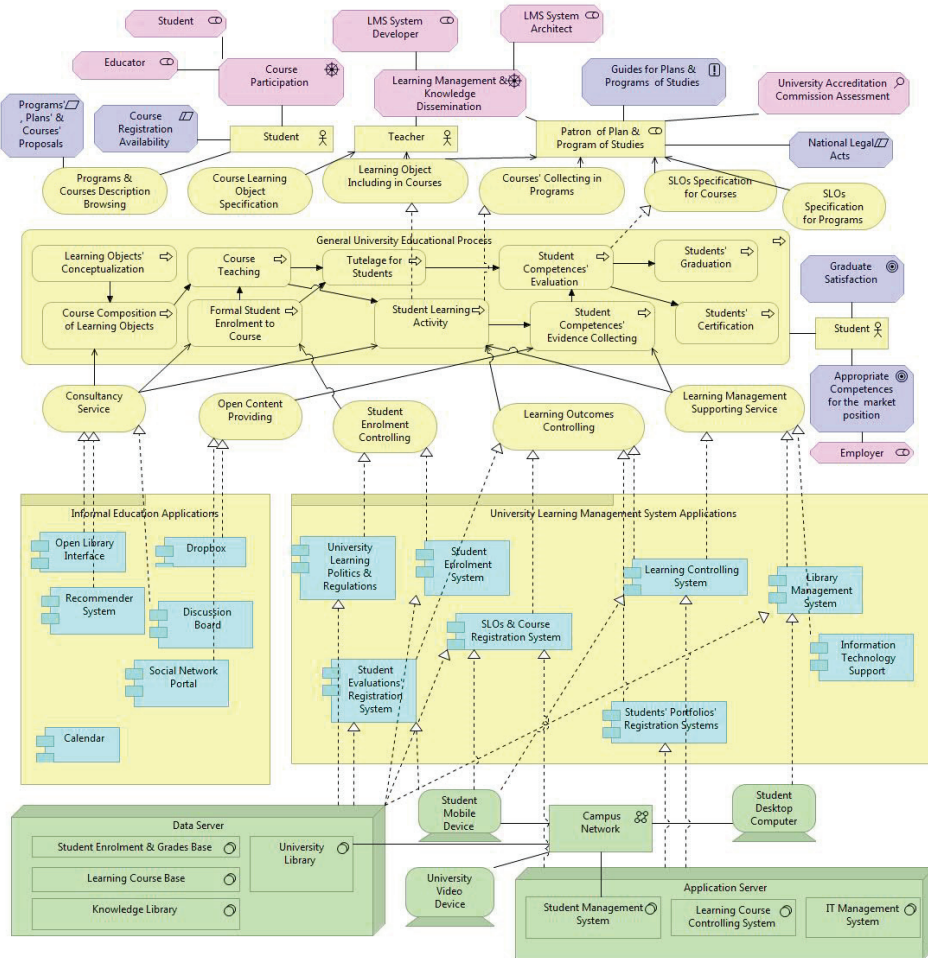 Student
LMS System
Developer
LMS System
Architect
Educator
Course
Participation
Learning Management &
Knowledge
Dissemination
Guides for Plans &
Programs of Studies
University Accreditation
Commission Assessment
Programs'
, Plans' &
Courses'
Proposals
Course
Registration
Availability
Student
Teacher
Patron of Plan &
Program of Studies
National Legal
Acts
Programs &
Courses Description
Browsing
Course Learning
Object
Specification
Learning Object
Including in Courses
Courses' Collecting in
Programs
SLOs Specification
for Courses
SLOs
Specification
for Programs
General University Educational Process
Learning Objects'
Conceptualization
Course
Teaching
Tutelage for
Students
Student
Competences'
Evaluation
Students'
Graduation
Graduate
Satisfaction
Course Composition
of Learning Objects
Formal Student
Enrolment to
Course
Student Learning
Activity
Student
Competences'
Evidence Collecting
Students'
Certification
Student
Consultancy
Service
Open Content
Providing
Student
Enrolment
Controlling
Learning Outcomes
Controlling
Learning Management
Supporting Service
Appropriate
Competences
for the market
position
Employer
Informal Education Applications
University Learning Management System Applications
Open Library
Interface
Dropbox
University
Learning
Politics &
Regulations
Student
Enrolment
System
Learning Controlling
System
Library
Management
System
Recommender
System
Discussion
Board
SLOs & Course
Registration System
Information
Technology
Support
Social Network
Portal
Student
Evaluations'
Registration
System
Students' Portfolios'
Registration Systems
Calendar
Student
Mobile
Device
Campus
Network
Student
Desktop
Computer
Data Server
Student Enrolment & Grades Base
University
Library
Learning Course Base
Knowledge Library
University
Video
Device
Application Server
Student Management
System
Learning Course
Controlling System
IT Management
System